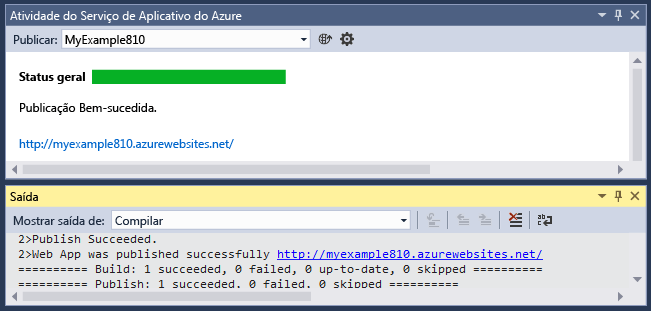 Atividade do Serviço de Aplicativo do Azure
Publicar: MyExample810
Status geral
Publicação Bem-sucedida.
http://myexample810.azurewebsites.net/
Saída
Mostrar saída de: Compilar
2>Publish Succeeded.
2>Web App was published successfully http://myexample810.azurewebsites.net/
========== Build: 1 succeeded, 0 failed, 0 up-to-date, 0 skipped ==========
========== Publish: 1 succeeded, 0 failed, 0 skipped ==========